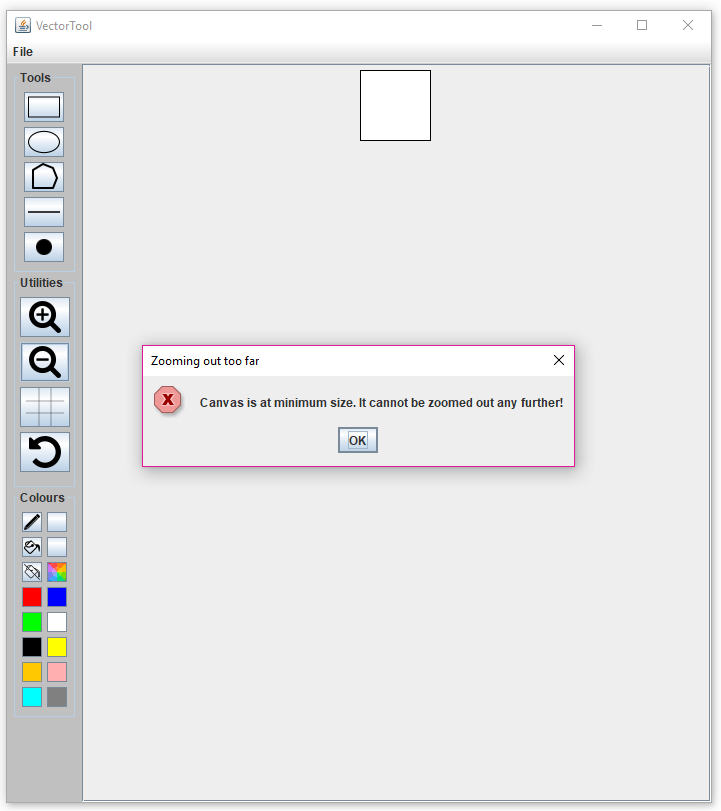 VectorTool
File
Tools
Utilities
Zooming out too far
Canvas is at minimum size. It cannot be zoomed out any further!
OK
Colours